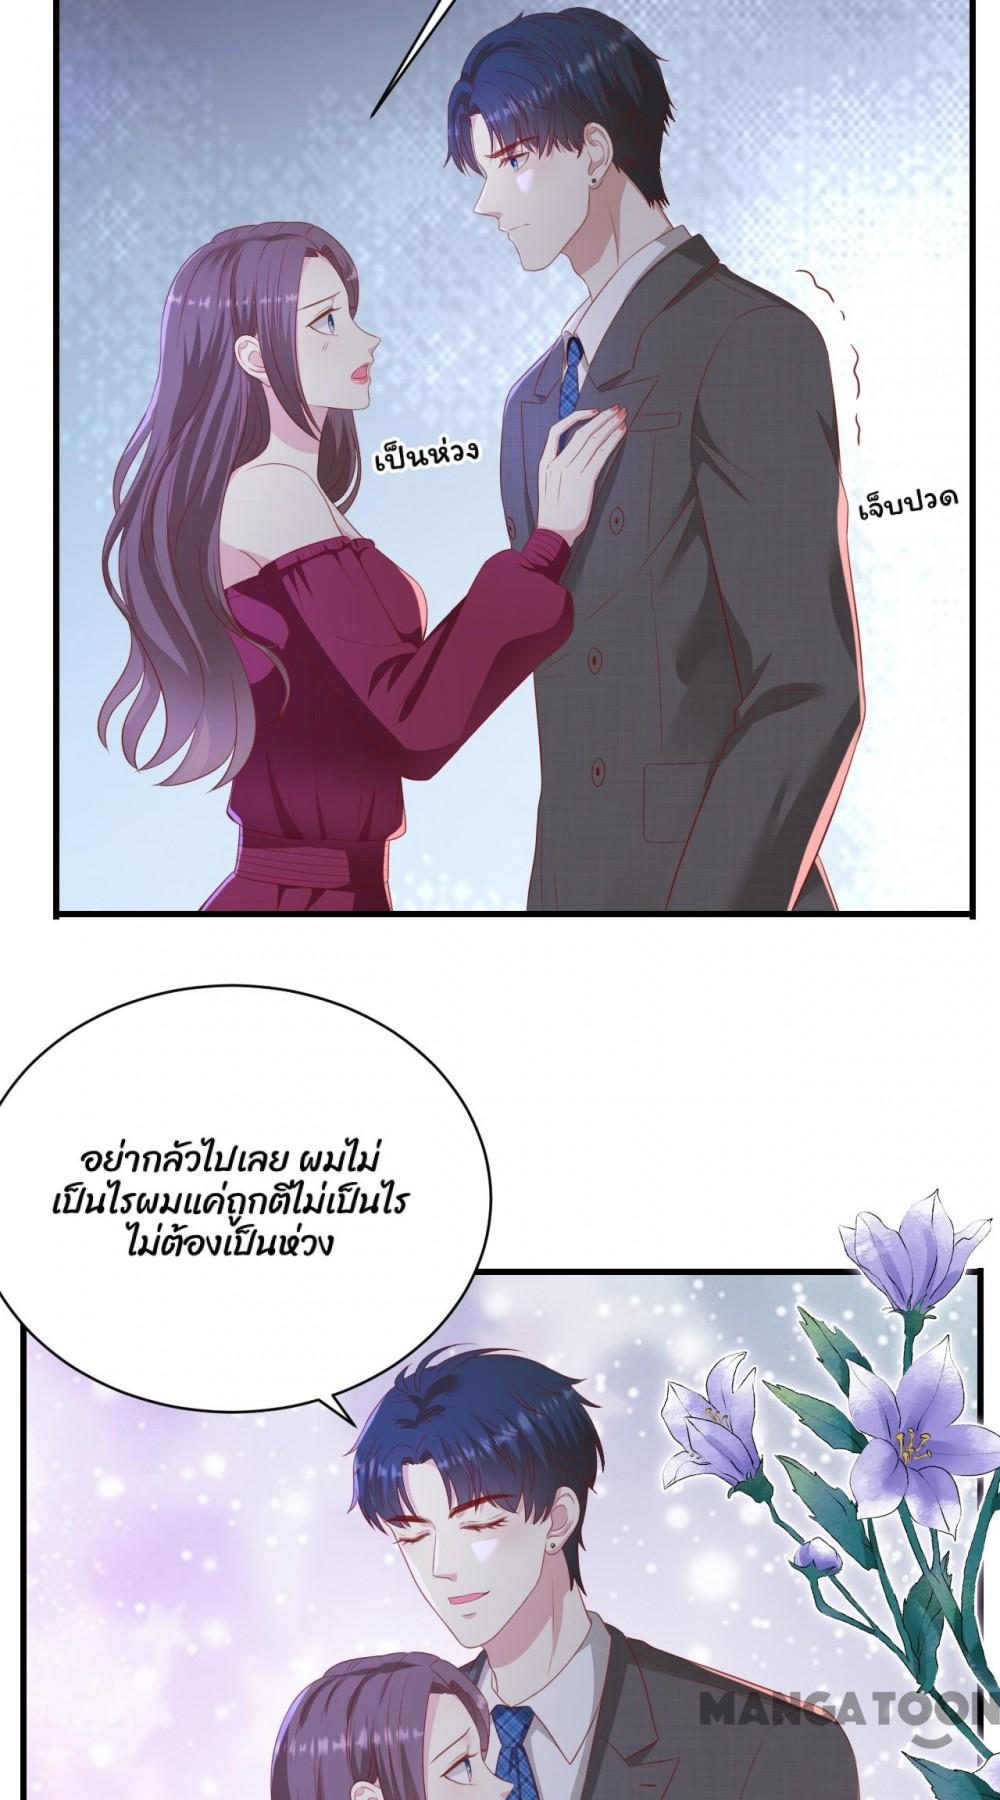 เป็นห่วง
เจ็บปวด
อย่ากลัวไปเลย ผมไม่
เป็นไรผมแค่ถูกตีไม่เป็นไร
ไม่ต้องเป็นห่วง
MANGATOON